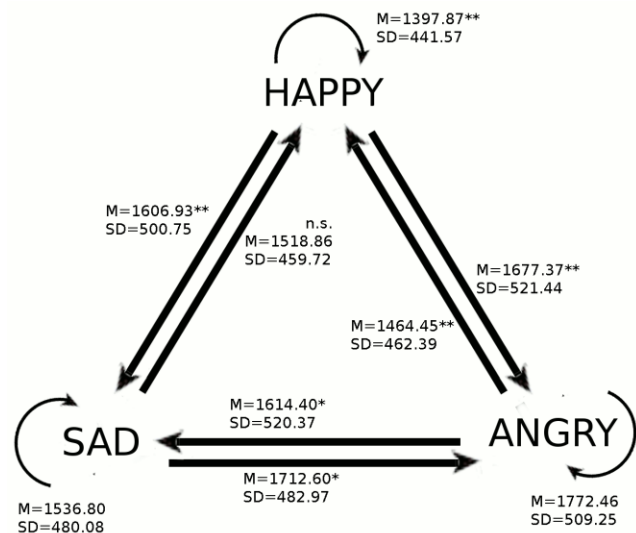 M=1397.87**
SD=441.57
HAPPY
M=1606.93**
SD=500.75
n.s.
M=1518.86
SD=459.72
M=1677.37**
SD=521.44
M=1464.45**
SD=462.39
M=1614.40*
SD=520.37
SAD
ANGRY
M=1712.60*
SD=482.97
M=1536.80
SD=480.08
M=1772.46
SD=509.25